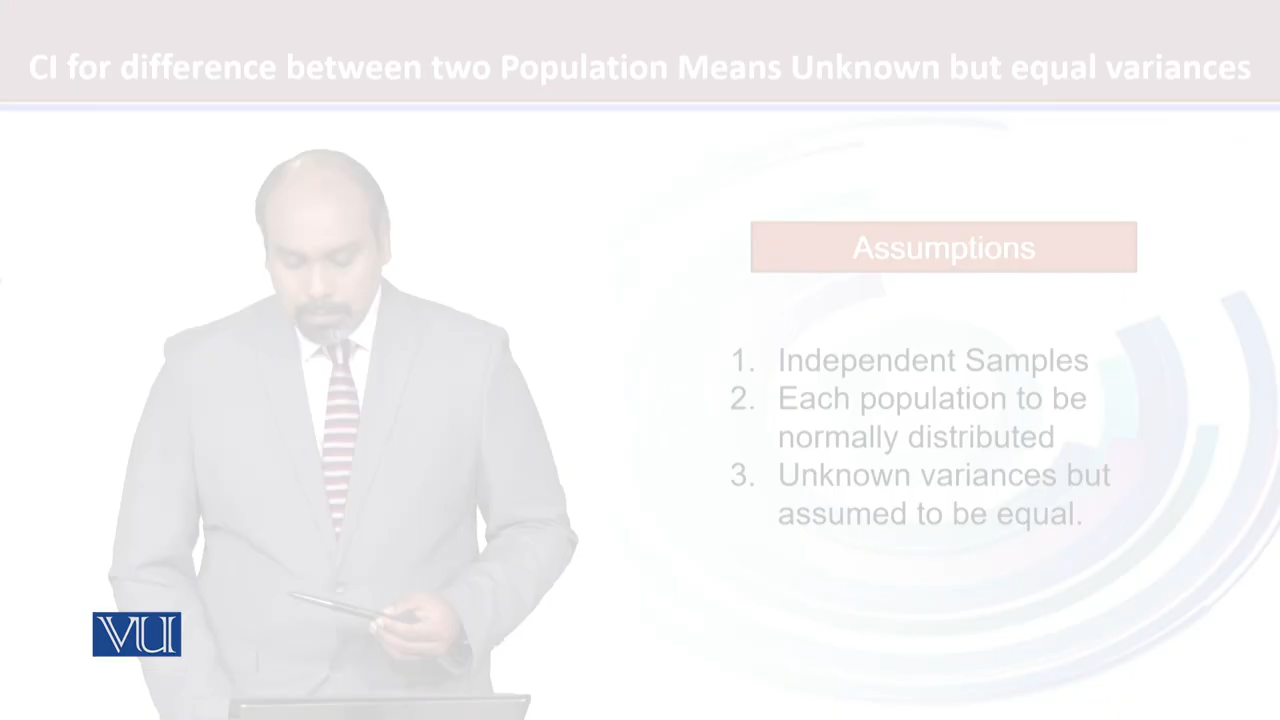 CI for difference between two Population Means Unknown but equal variances
Assumptions
1. Independent Samples
2. Each population to be
normally distributed
3. Unknown variances but
assumed to be equal.
VU